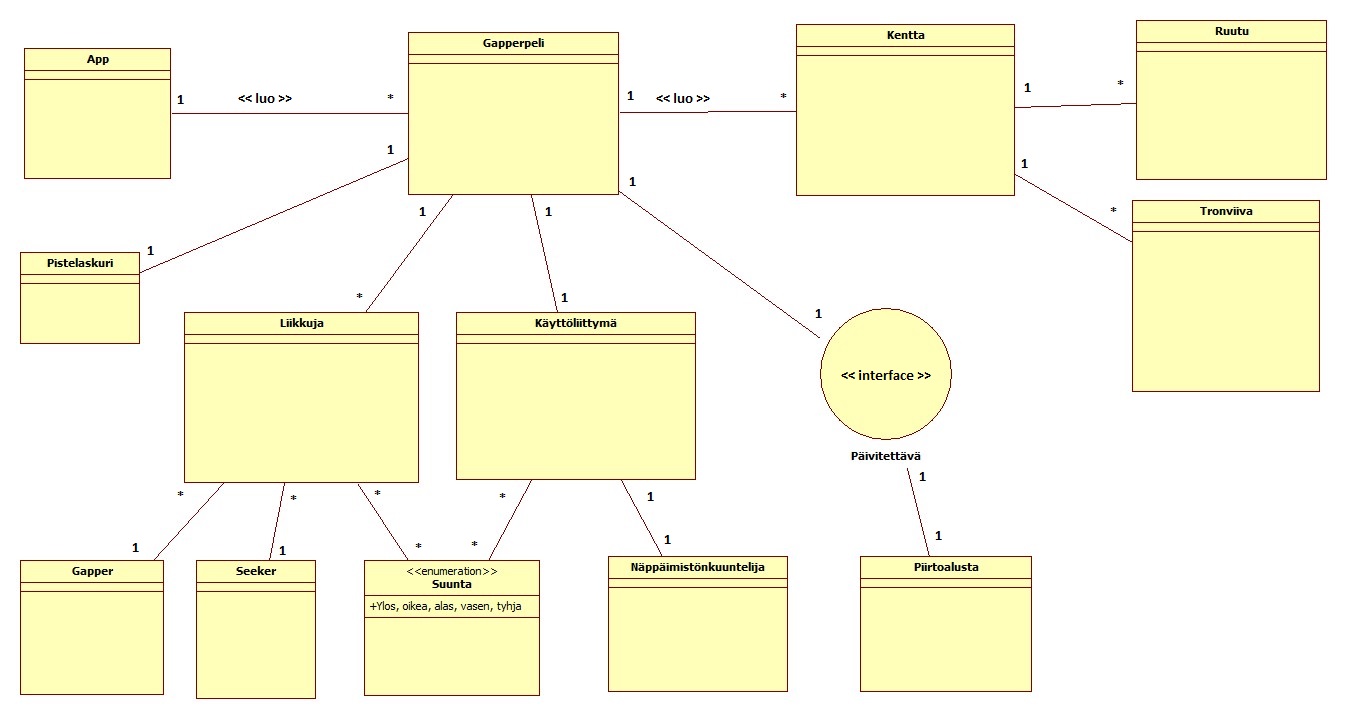 App
Gapperpeli
Kentta
Ruutu
1 << luo >> *
1 << luo >> *
1 *
1
1
1
1
1
1
*
Tronviiva
Pistelaskuri
1
*
1
1
Liikkuja
Käyttöliittymä
<< interface >>
Päivitettävä
*
*
*
*
1
1
1
1
*
*
1
1
Gapper
Seeker
<<enumeration>>
Suunta
+Ylos, oikea, alas, vasen, tyhja
Näppäimistönkuuntelija
Piirtoalusta